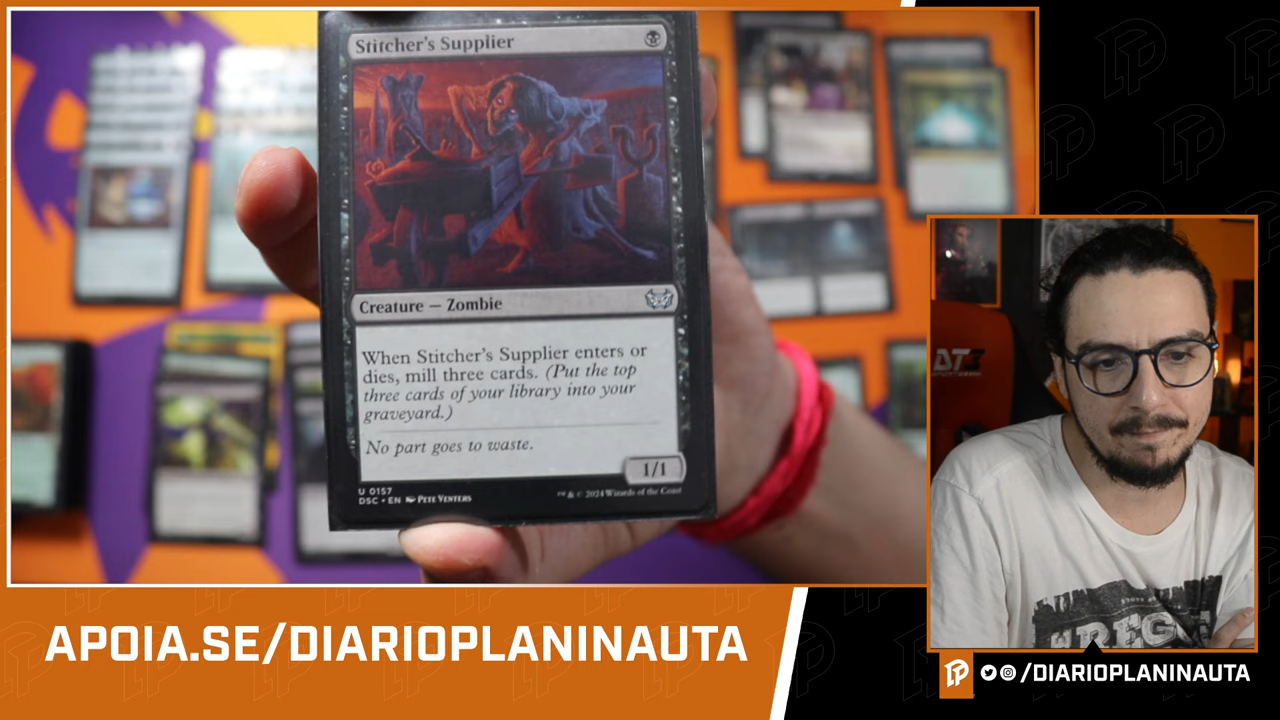 Stitcher's Supplier
Creature — Zombie
When Stitcher's Supplier enters or
dies, mill three cards. (Put the top
three cards of your library into your
graveyard.)
No part goes to waste.
1/1
U 0157
DSC • EN PETE VENTERS
™ & © 2024 Wizards of the Coast
DT3
APOIA.SE/DIARIOPLANINAUTA
/DIARIOPLANINAUTA